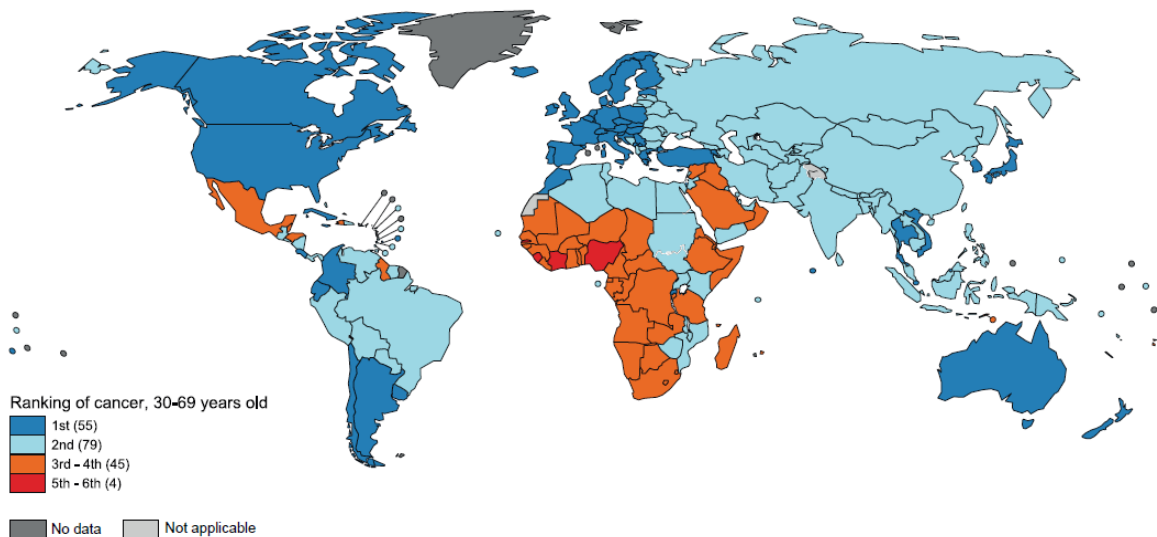 Ranking of cancer, 30-69 years old
1st (55)
2nd (79)
3rd - 4th (45)
5th - 6th (4)
No data
Not applicable